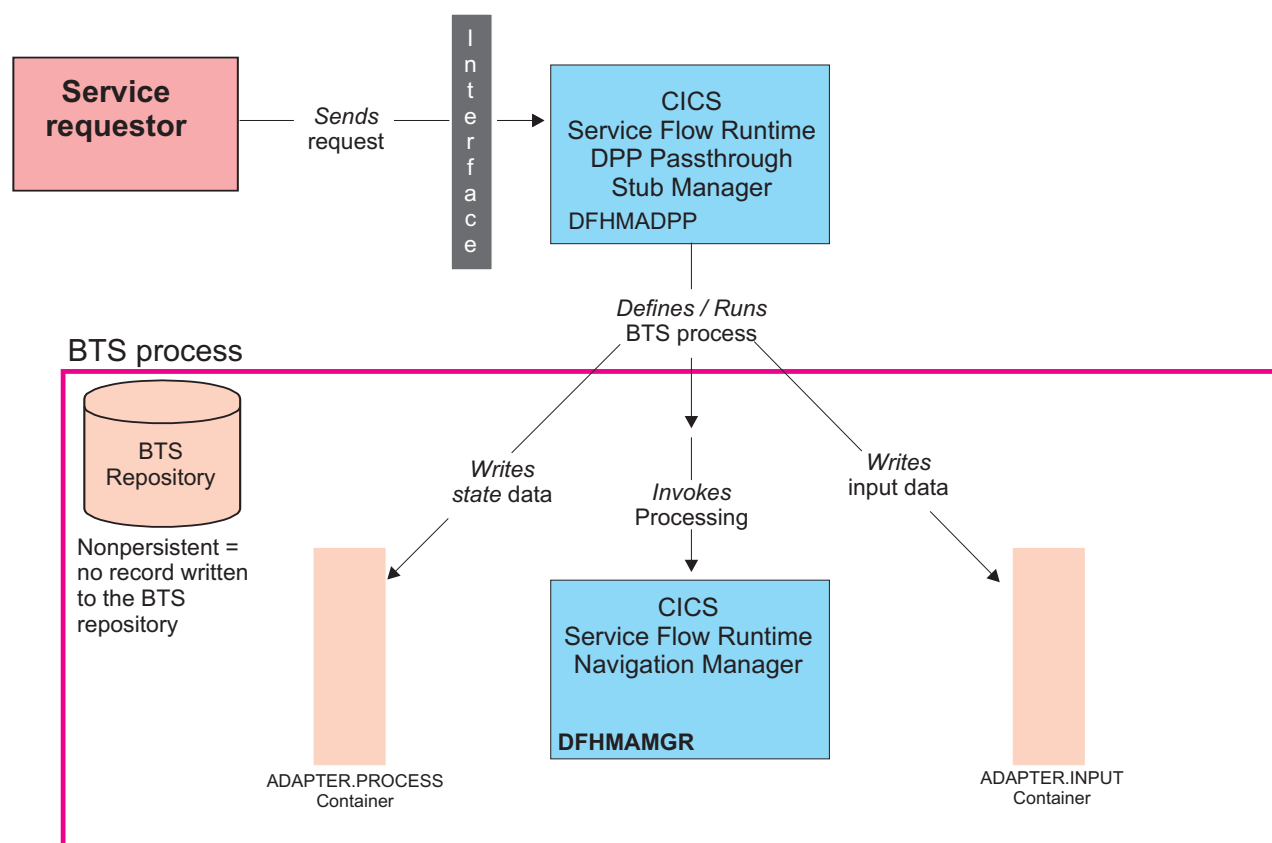 Service
requestor
Sends
request
Interface
CICS
Service Flow Runtime
DPP Passthrough
Stub Manager
DFHMADPP
Defines / Runs
BTS process
BTS process
BTS
Repository
Nonpersistent =
no record written
to the BTS
repository
Writes
state data
Invokes
Processing
Writes
input data
ADAPTER.PROCESS
Container
CICS
Service Flow Runtime
Navigation Manager
DFHMAMGR
ADAPTER.INPUT
Container